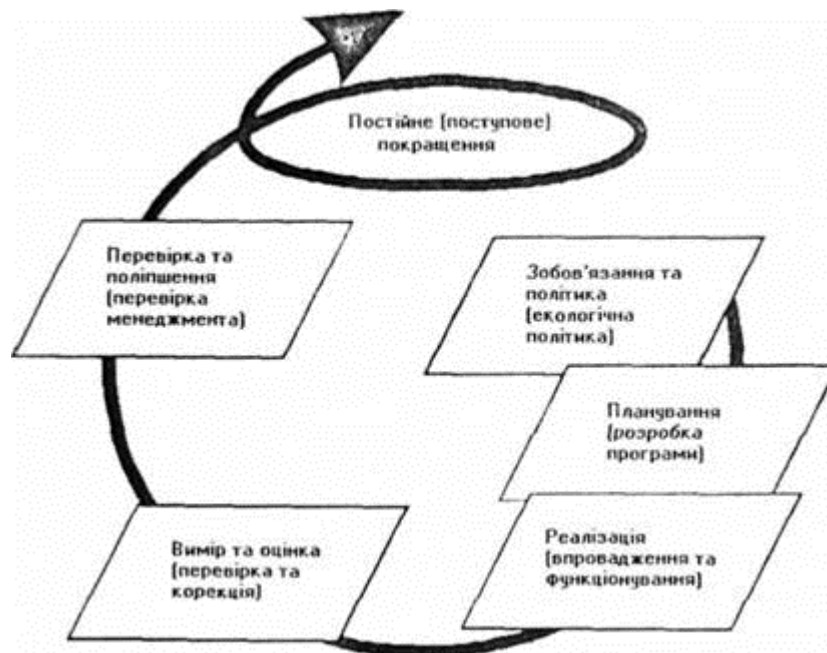 Постійне (поступове)
покращення
Перевірка та
поліпшення
(перевірка
менеджмента)
Зобов'язання та
політика
(екологічна
політика)
Планування
(розробка
програми)
Реалізація
(впровадження та
функціонування)
Вимір та оцінка
(перевірка та
корекція)